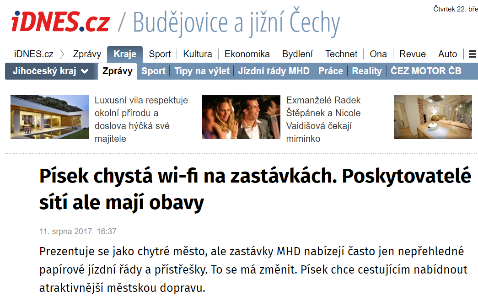 Čtvrtek 22. bře
iDNES.cz / Budějovice a jižní Čechy
iDNES.cz Zprávy Kraje Sport Kultura Ekonomika Bydlení Technet Ona Revue Auto
Jihočeský kraj Zprávy Sport Tipy na výlet Jízdní řády MHD Práce Reality ČEZ MOTOR ČB
Luxusní vila respektuje
okolní přírodu a
doslova hýčká své
majitele
Exmanželé Radek
Štěpánek a Nicole
Vaidišová čekají
miminko
Písek chystá wi-fi na zastávkách. Poskytovatelé
sítí ale mají obavy
11. srpna 2017 16:37
Prezentuje se jako chytré město, ale zastávky MHD nabízejí často jen nepřehledné
papírové jízdní řády a přístřešky. To se má změnit. Písek chce cestujícím nabídnout
atraktivnější městskou dopravu.